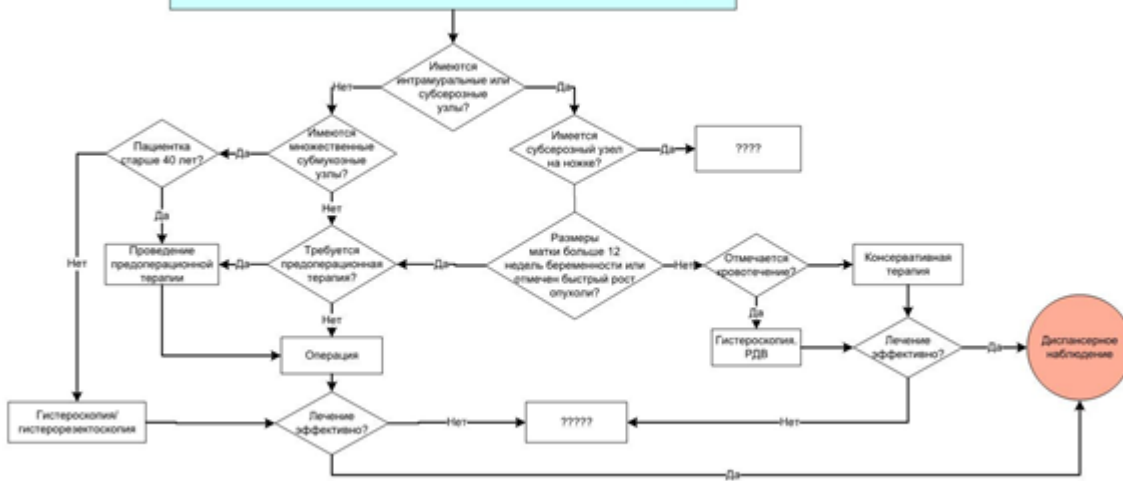 Имеются
интрамуральные или
субсерозные
узлы?
Нет
Да
Пациентка
старше 40 лет?
Да
Имеются
множественные
субмукозные
узлы?
Имеется
субсерозный узел
на ножке?
Да
????
Да
Нет
Нет
Проведение
предоперационной
терапии
Да
Требуется
предоперационная
терапия?
Да
Размеры
матки больше 12
недель беременности или
отмечен быстрый рост
опухоли?
Нет
Отмечается
кровотечение?
Консервативная
терапия
Нет
Да
Операция
Гистероскопия,
РДВ
Лечение
эффективно?
Да
Диспансерное
наблюдение
Гистероскопия/
гистерорезектоскопия
Лечение
эффективно?
Нет
?????
Нет
Да